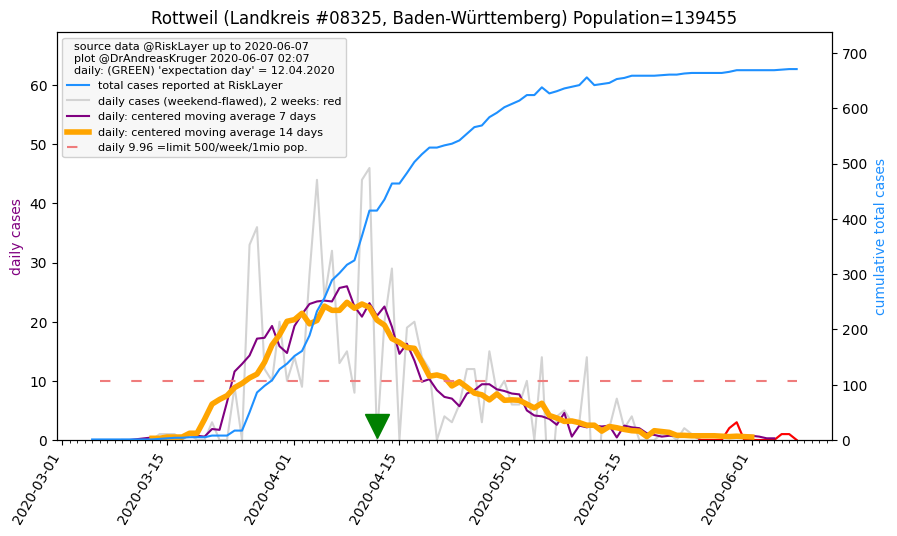 Rottweil (Landkreis #08325, Baden-Württemberg) Population=139455
source data @RiskLayer up to 2020-06-07
plot @DrAndreasKruger 2020-06-07 02:07
daily: (GREEN) 'expectation day' = 12.04.2020
total cases reported at RiskLayer
daily cases (weekend-flawed), 2 weeks: red
daily: centered moving average 7 days
daily: centered moving average 14 days
daily 9.96 =limit 500/week/1mio pop.
daily cases
60
50
40
30
20
10
0
cumulative total cases
700
600
500
400
300
200
100
0
2020-03-01
2020-03-15
2020-04-01
2020-04-15
2020-05-01
2020-05-15
2020-06-01